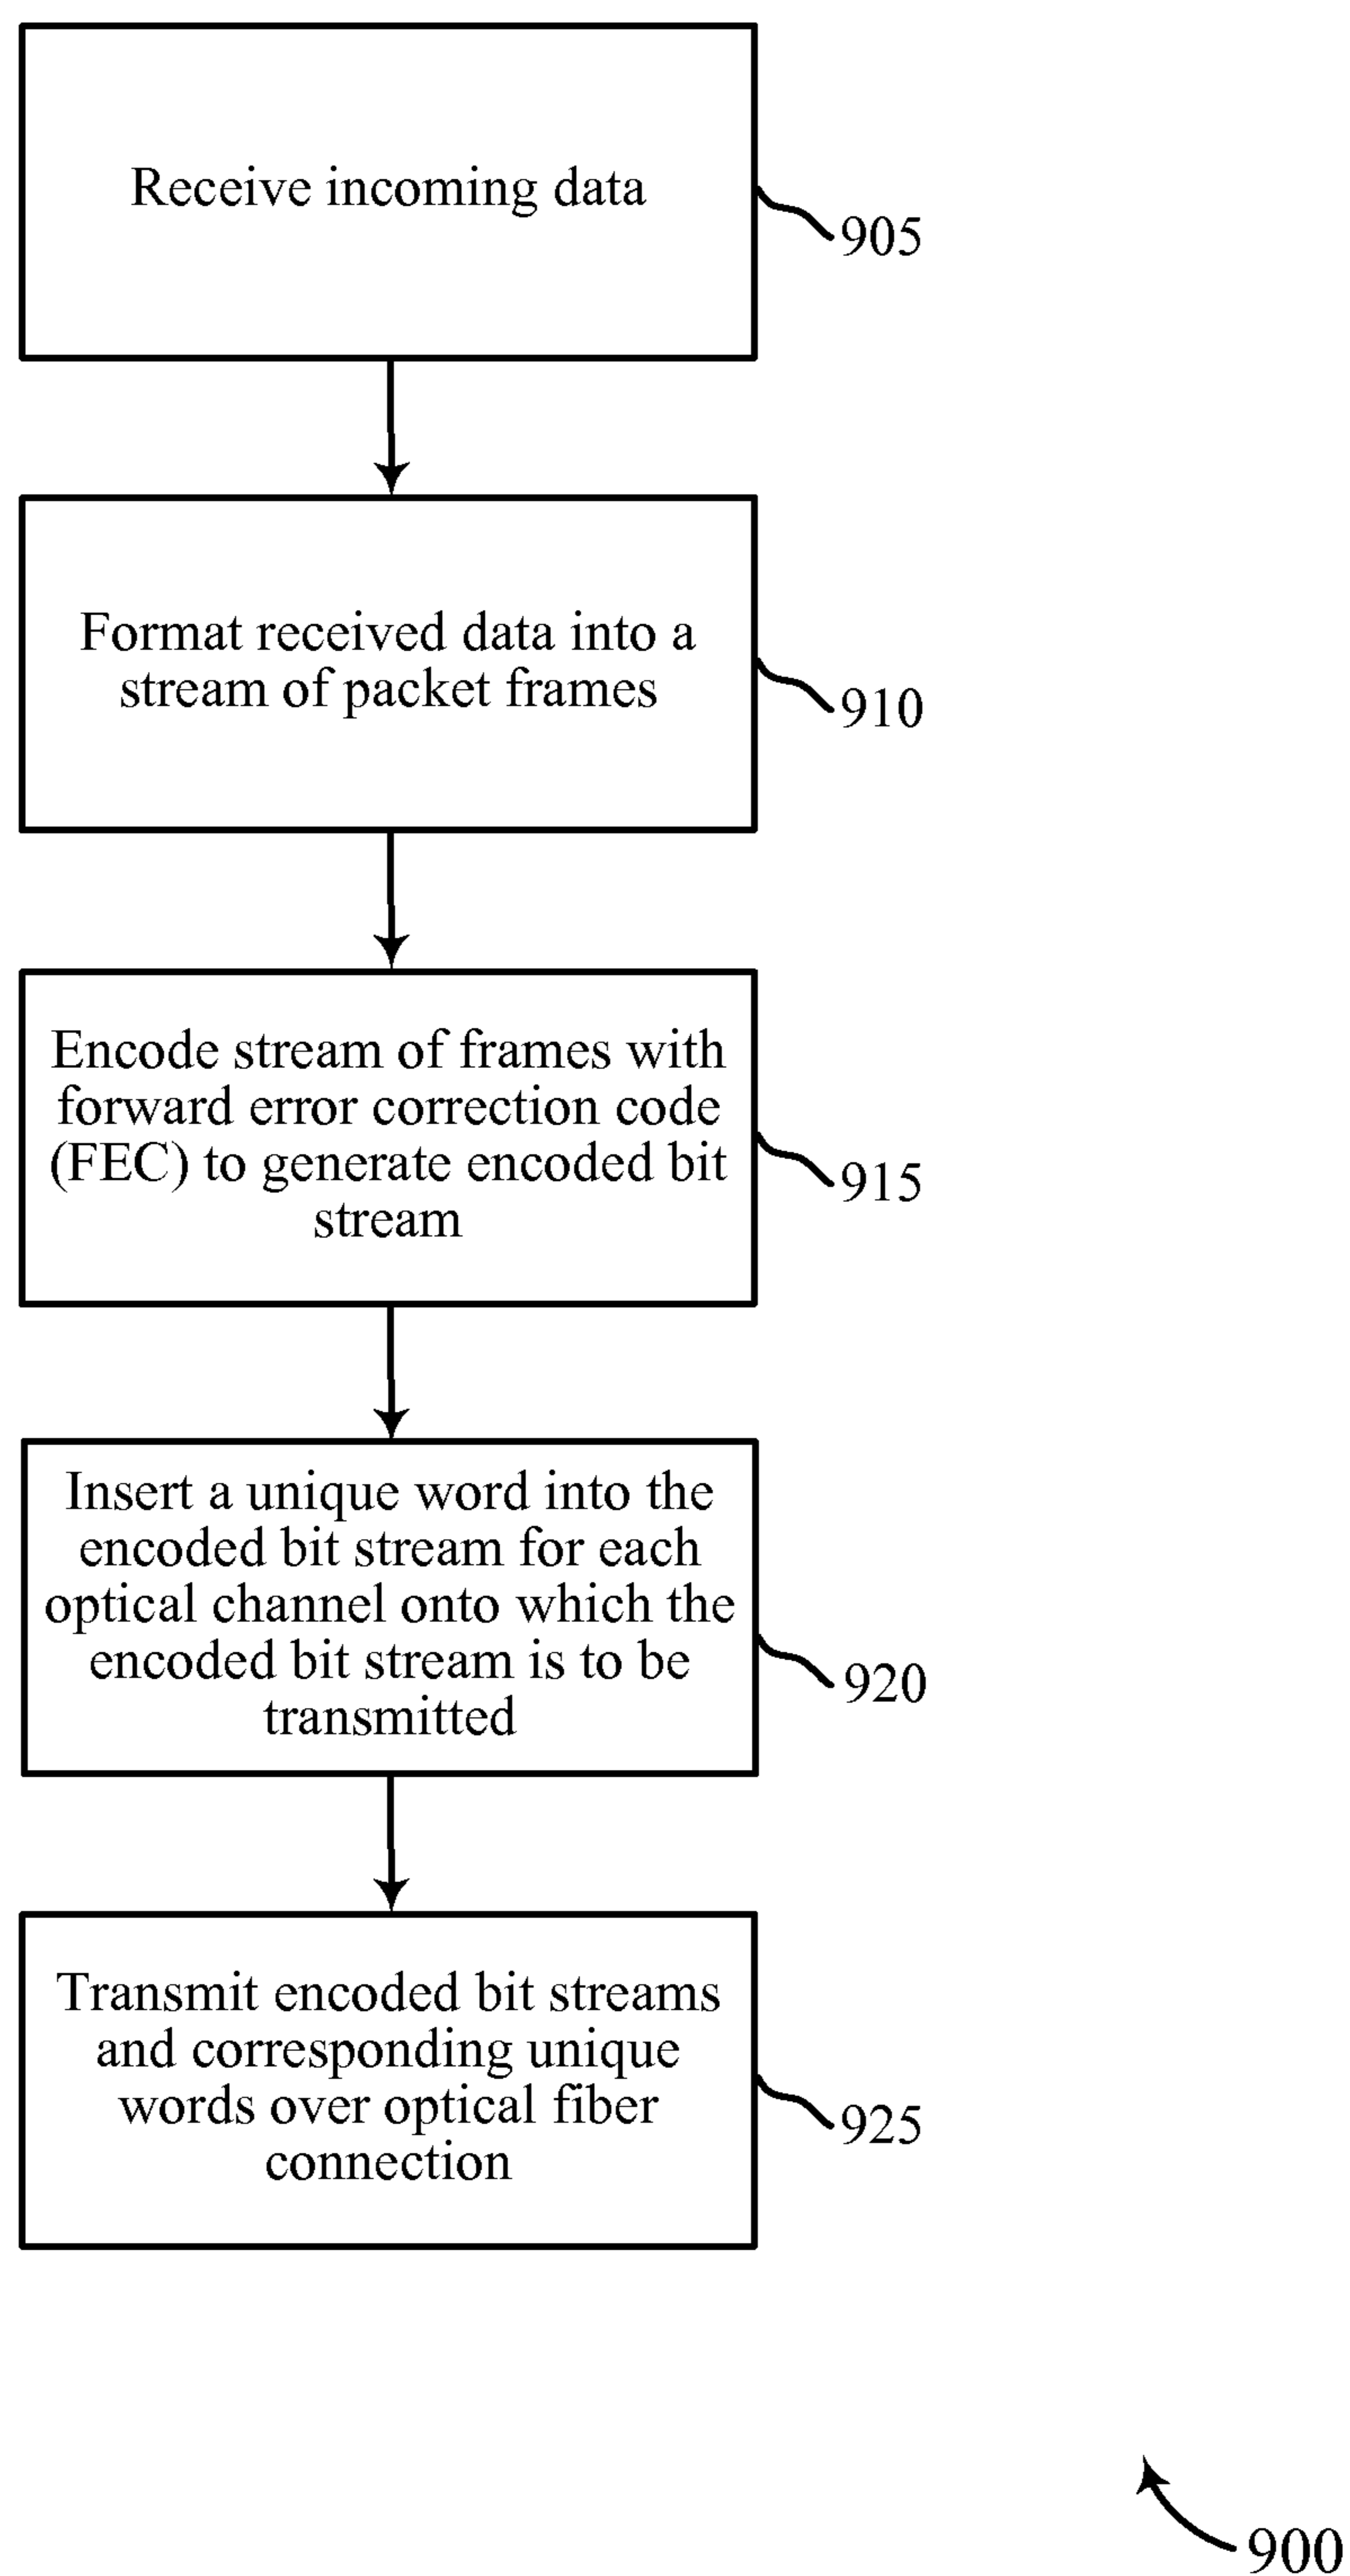 Receive incoming data
905
Format received data into a
stream of packet frames
910
Encode stream of frames with
forward error correction code
(FEC) to generate encoded bit
stream
915
Insert a unique word into the
encoded bit stream for each
optical channel onto which the
encoded bit stream is to be
transmitted
920
Transmit encoded bit streams
and corresponding unique
words over optical fiber
connection
925
900